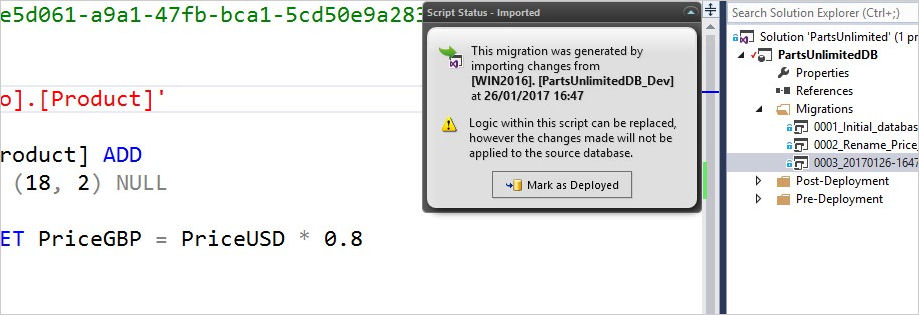 e5d061-a9a1-47fb-bca1-5cd50e9a283
o].[Product]'
roduct] ADD
(18, 2) NULL
ET PriceGBP = PriceUSD * 0.8
Script Status - Imported
This migration was generated by
importing changes from
[WIN2016]. [PartsUnlimitedDB_Dev]
at 26/01/2017 16:47
Logic within this script can be replaced,
however the changes made will not be
applied to the source database.
Mark as Deployed
Search Solution Explorer (Ctrl+;)
Solution 'PartsUnlimited' (1 p
PartsUnlimitedDB
Properties
References
Migrations
0001_Initial_databas
0002_Rename_Price_
0003_20170126-1647
Post-Deployment
Pre-Deployment